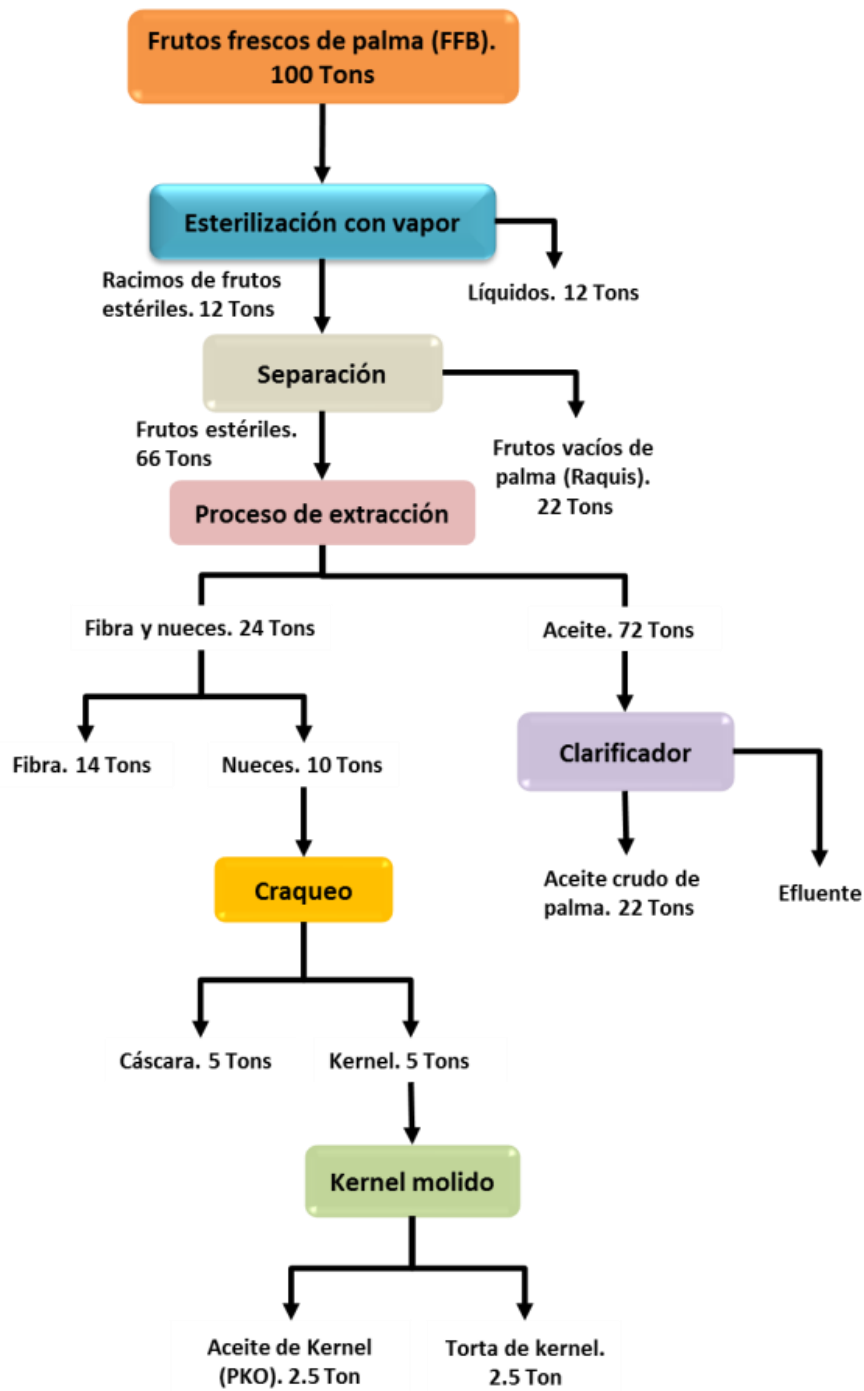 Frutos frescos de palma (FFB).
100 Tons
Esterilización con vapor
Racimos de frutos
estériles. 12 Tons
Líquidos. 12 Tons
Separación
Frutos estériles.
66 Tons
Frutos vacíos de
palma (Raquis).
22 Tons
Proceso de extracción
Fibra y nueces. 24 Tons
Aceite. 72 Tons
Fibra. 14 Tons
Nueces. 10 Tons
Clarificador
Craqueo
Aceite crudo de
palma. 22 Tons
Efluente
Cáscara. 5 Tons
Kernel. 5 Tons
Kernel molido
Aceite de Kernel
(PKO). 2.5 Ton
Torta de kernel.
2.5 Ton